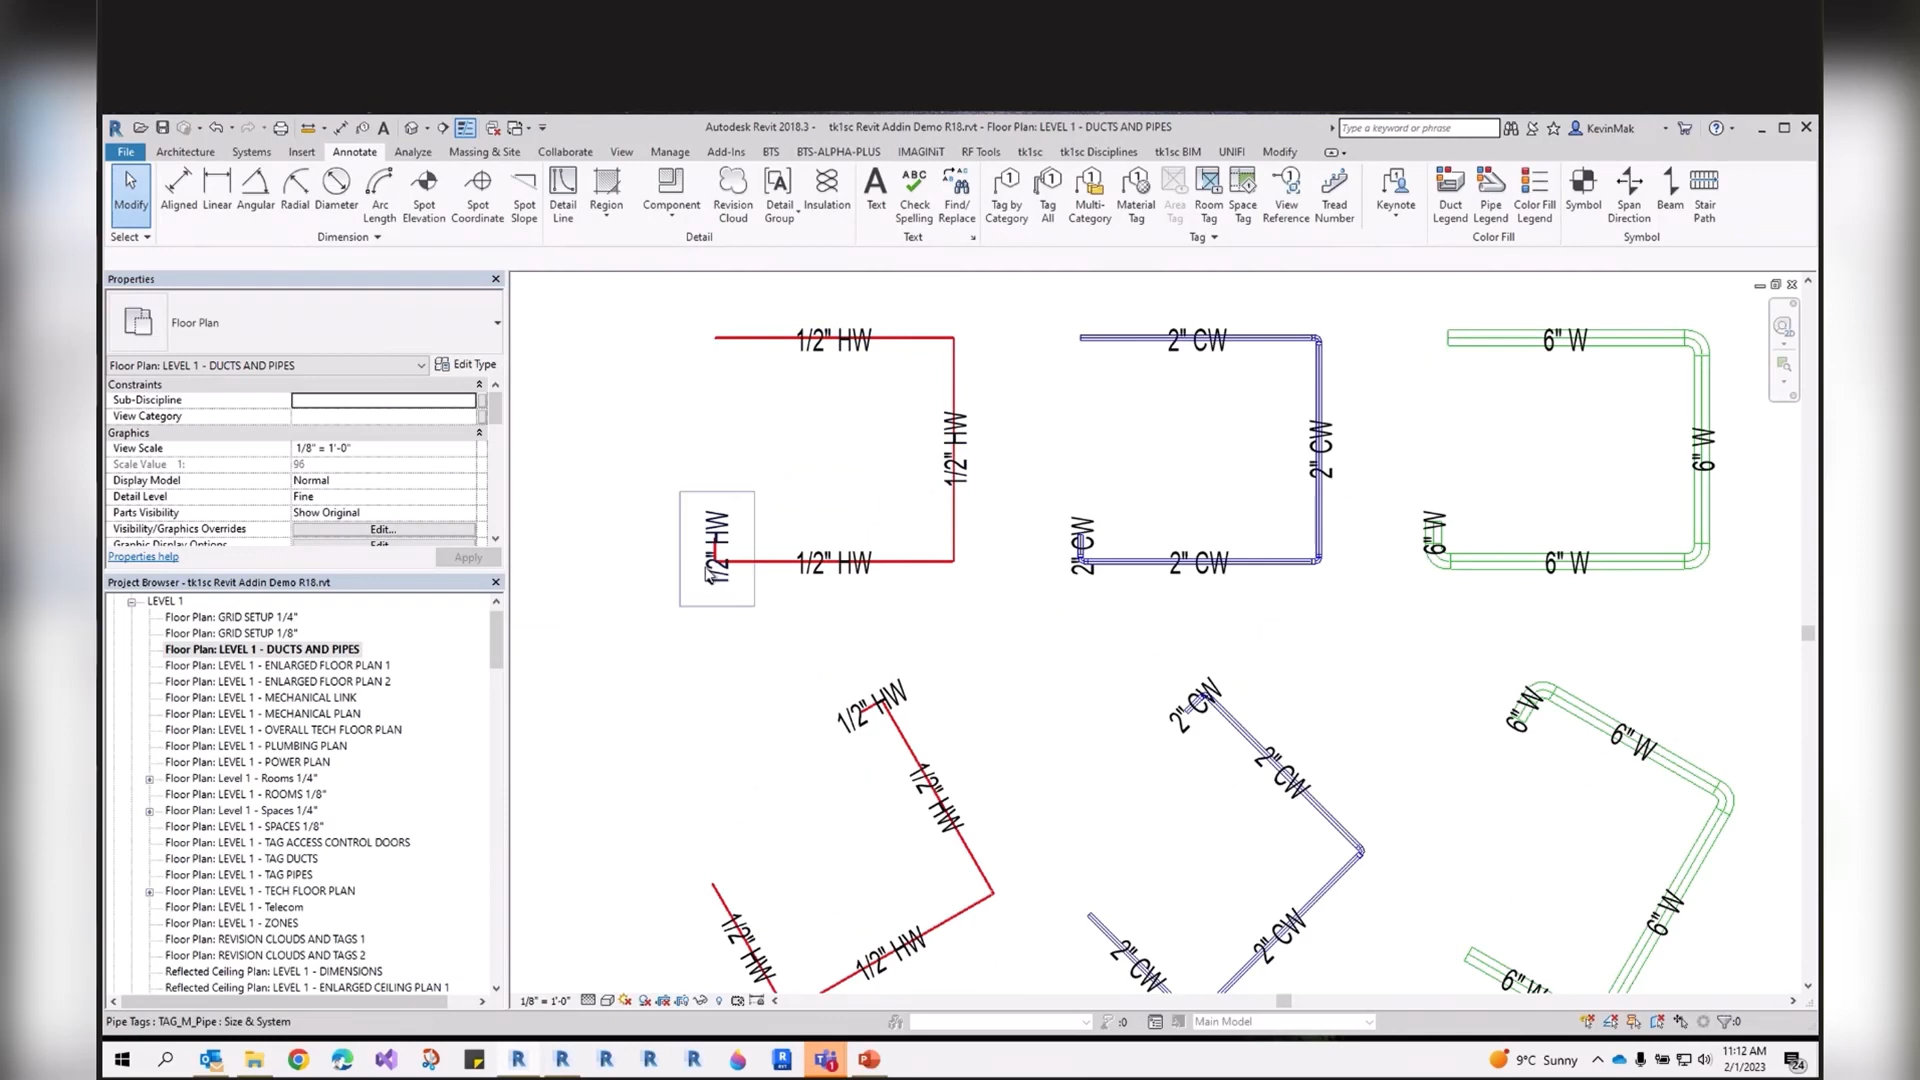 Autodesk Revit 2018.3 - tk1sc Revit Addin Demo R18.rvt - Floor Plan: LEVEL 1 - DUCTS AND PIPES
Type a keyword or phrase
KevinMak
File Architecture Systems Insert Annotate Analyze Massing & Site Collaborate View Manage Add-Ins BTS BTS-ALPHA-PLUS IMAGINiT RF Tools tk1sc tk1sc Disciplines tk1sc BIM UNIFI Modify
Modify
Aligned
Linear
Angular
Radial
Diameter
Arc
Length
Spot
Elevation
Spot
Coordinate
Spot
Slope
Detail
Line
Region
Component
Revision
Cloud
Detail
Group
Insulation
Text
ABC
Check
Spelling
Find/
Replace
Tag by
Category
Tag
All
Multi-
Category
Material
Tag
Area
Tag
Room
Tag
Space
Tag
View
Reference
Tread
Number
Keynote
Duct
Legend
Pipe
Legend
Color Fill
Legend
Symbol
Span
Direction
Beam
Stair
Path
Select
Dimension
Detail
Text
Tag
Color Fill
Symbol
Properties
Floor Plan
Floor Plan: LEVEL 1 - DUCTS AND PIPES
Edit Type
Constraints
Sub-Discipline
View Category
Graphics
View Scale 1/8" = 1'-0"
Scale Value 1: 96
Display Model Normal
Detail Level Fine
Parts Visibility Show Original
Visibility/Graphics Overrides Edit...
Graphic Display Options Edit...
Properties help
Apply
Project Browser - tk1sc Revit Addin Demo R18.rvt
LEVEL 1
Floor Plan: GRID SETUP 1/4"
Floor Plan: GRID SETUP 1/8"
Floor Plan: LEVEL 1 - DUCTS AND PIPES
Floor Plan: LEVEL 1 - ENLARGED FLOOR PLAN 1
Floor Plan: LEVEL 1 - ENLARGED FLOOR PLAN 2
Floor Plan: LEVEL 1 - MECHANICAL LINK
Floor Plan: LEVEL 1 - MECHANICAL PLAN
Floor Plan: LEVEL 1 - OVERALL TECH FLOOR PLAN
Floor Plan: LEVEL 1 - PLUMBING PLAN
Floor Plan: LEVEL 1 - POWER PLAN
Floor Plan: Level 1 - Rooms 1/4"
Floor Plan: LEVEL 1 - ROOMS 1/8"
Floor Plan: Level 1 - Spaces 1/4"
Floor Plan: LEVEL 1 - SPACES 1/8"
Floor Plan: LEVEL 1 - TAG ACCESS CONTROL DOORS
Floor Plan: LEVEL 1 - TAG DUCTS
Floor Plan: LEVEL 1 - TAG PIPES
Floor Plan: LEVEL 1 - TECH FLOOR PLAN
Floor Plan: LEVEL 1 - Telecom
Floor Plan: LEVEL 1 - ZONES
Floor Plan: REVISION CLOUDS AND TAGS 1
Floor Plan: REVISION CLOUDS AND TAGS 2
Reflected Ceiling Plan: LEVEL 1 - DIMENSIONS
Reflected Ceiling Plan: LEVEL 1 - ENLARGED CEILING PLAN 1
1/2" HW
1/2" HW
1/2" HW
1/2" HW
2" CW
2" CW
2" CW
2" CW
6" W
6" W
6" W
6" W
1/2" HW
1/2" HW
1/2" HW
1/2" HW
2" CW
2" CW
2" CW
2" CW
6" W
6" W
6" W
6" W
1/8" = 1'-0"
Pipe Tags : TAG_M_Pipe : Size & System
:0
Main Model
:0
9°C Sunny
11:12 AM
2/1/2023
24